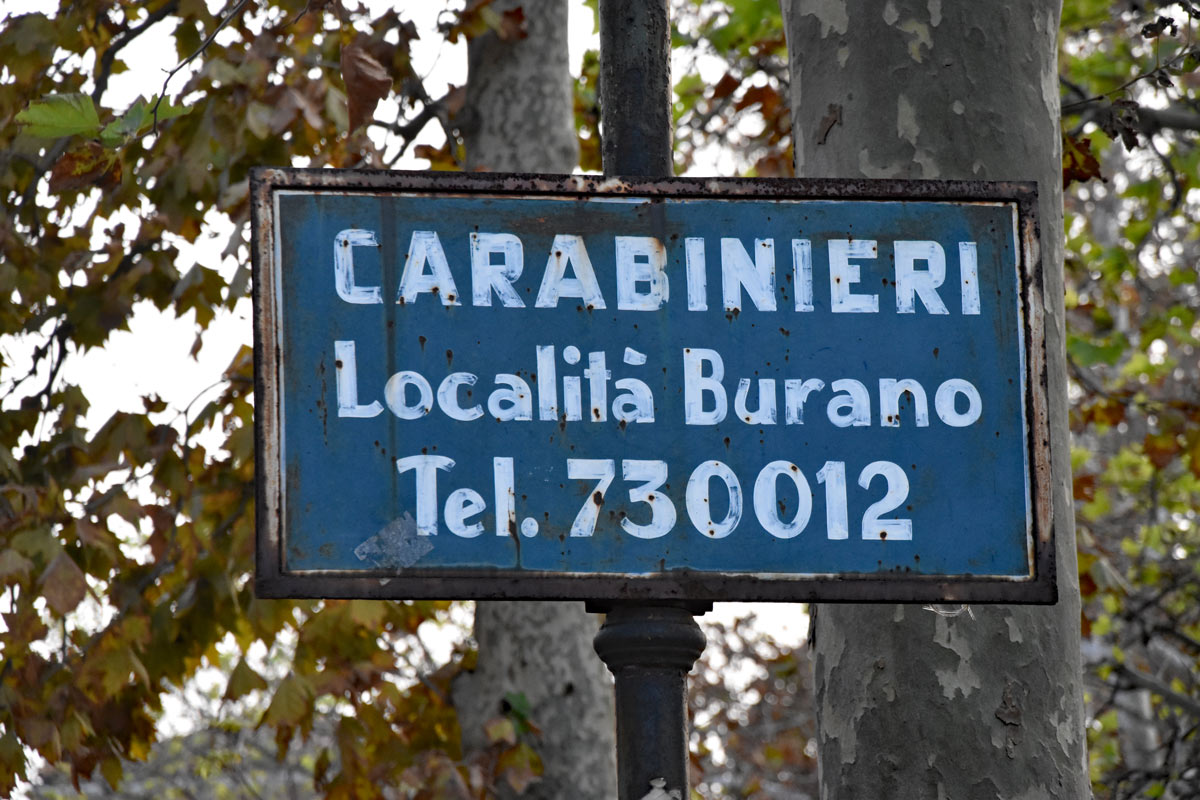 CARABINIERI
Località Burano
Tel. 730012